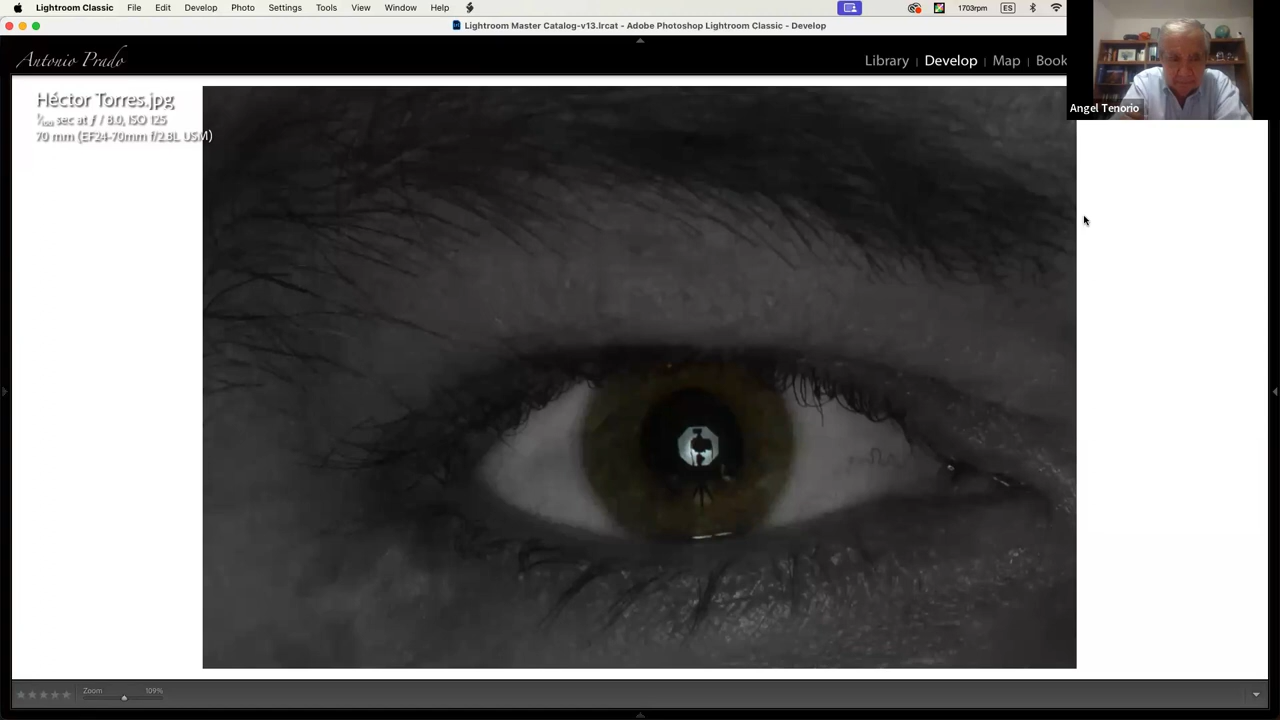 Lightroom Classic File Edit Develop Photo Settings Tools View Window Help 1703rpm ES
Lightroom Master Catalog-v13.lrcat - Adobe Photoshop Lightroom Classic - Develop
Antonio Prado
Library | Develop | Map | Book
Héctor Torres.jpg
sec at ƒ / 8.0, ISO 125
70 mm (EF24-70mm f/2.8L USM)
Angel Tenorio
Zoom 109%